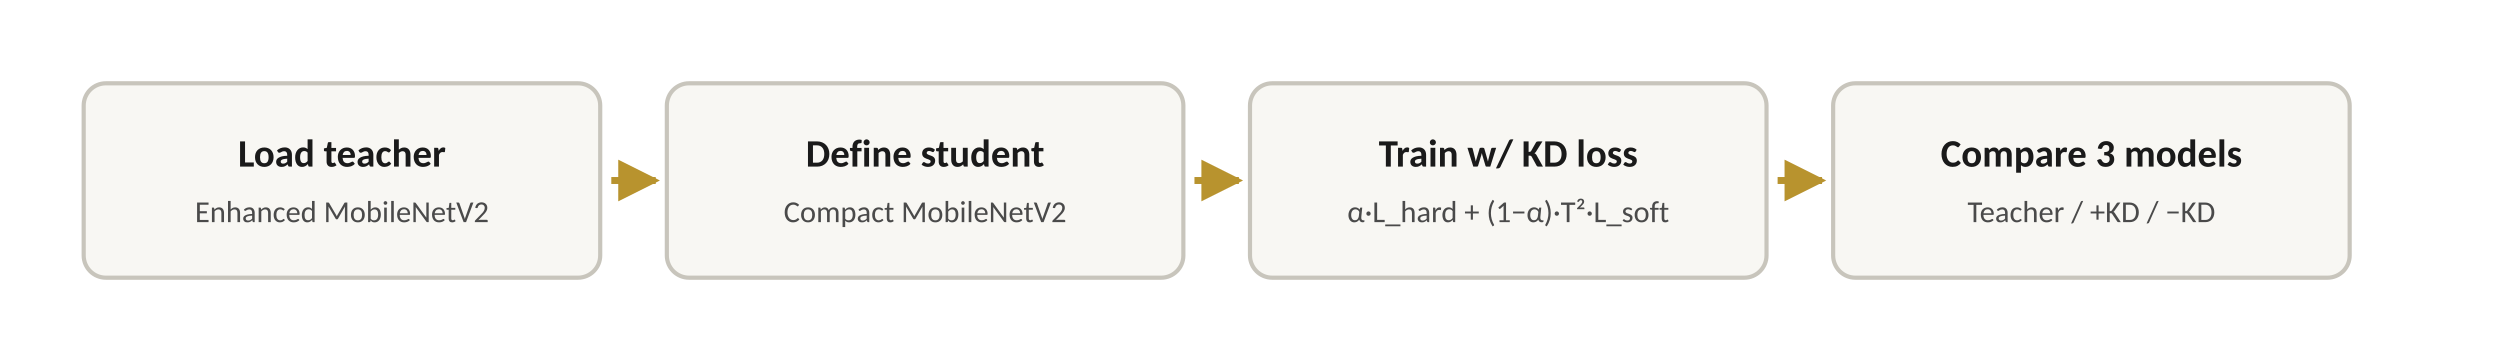 Load teacher
Enhanced MobileNetV2
Define student
Compact MobileNetV2
Train w/ KD loss
α·L_hard + (1−α)·T²·L_soft
Compare 3 models
Teacher / +KD / −KD